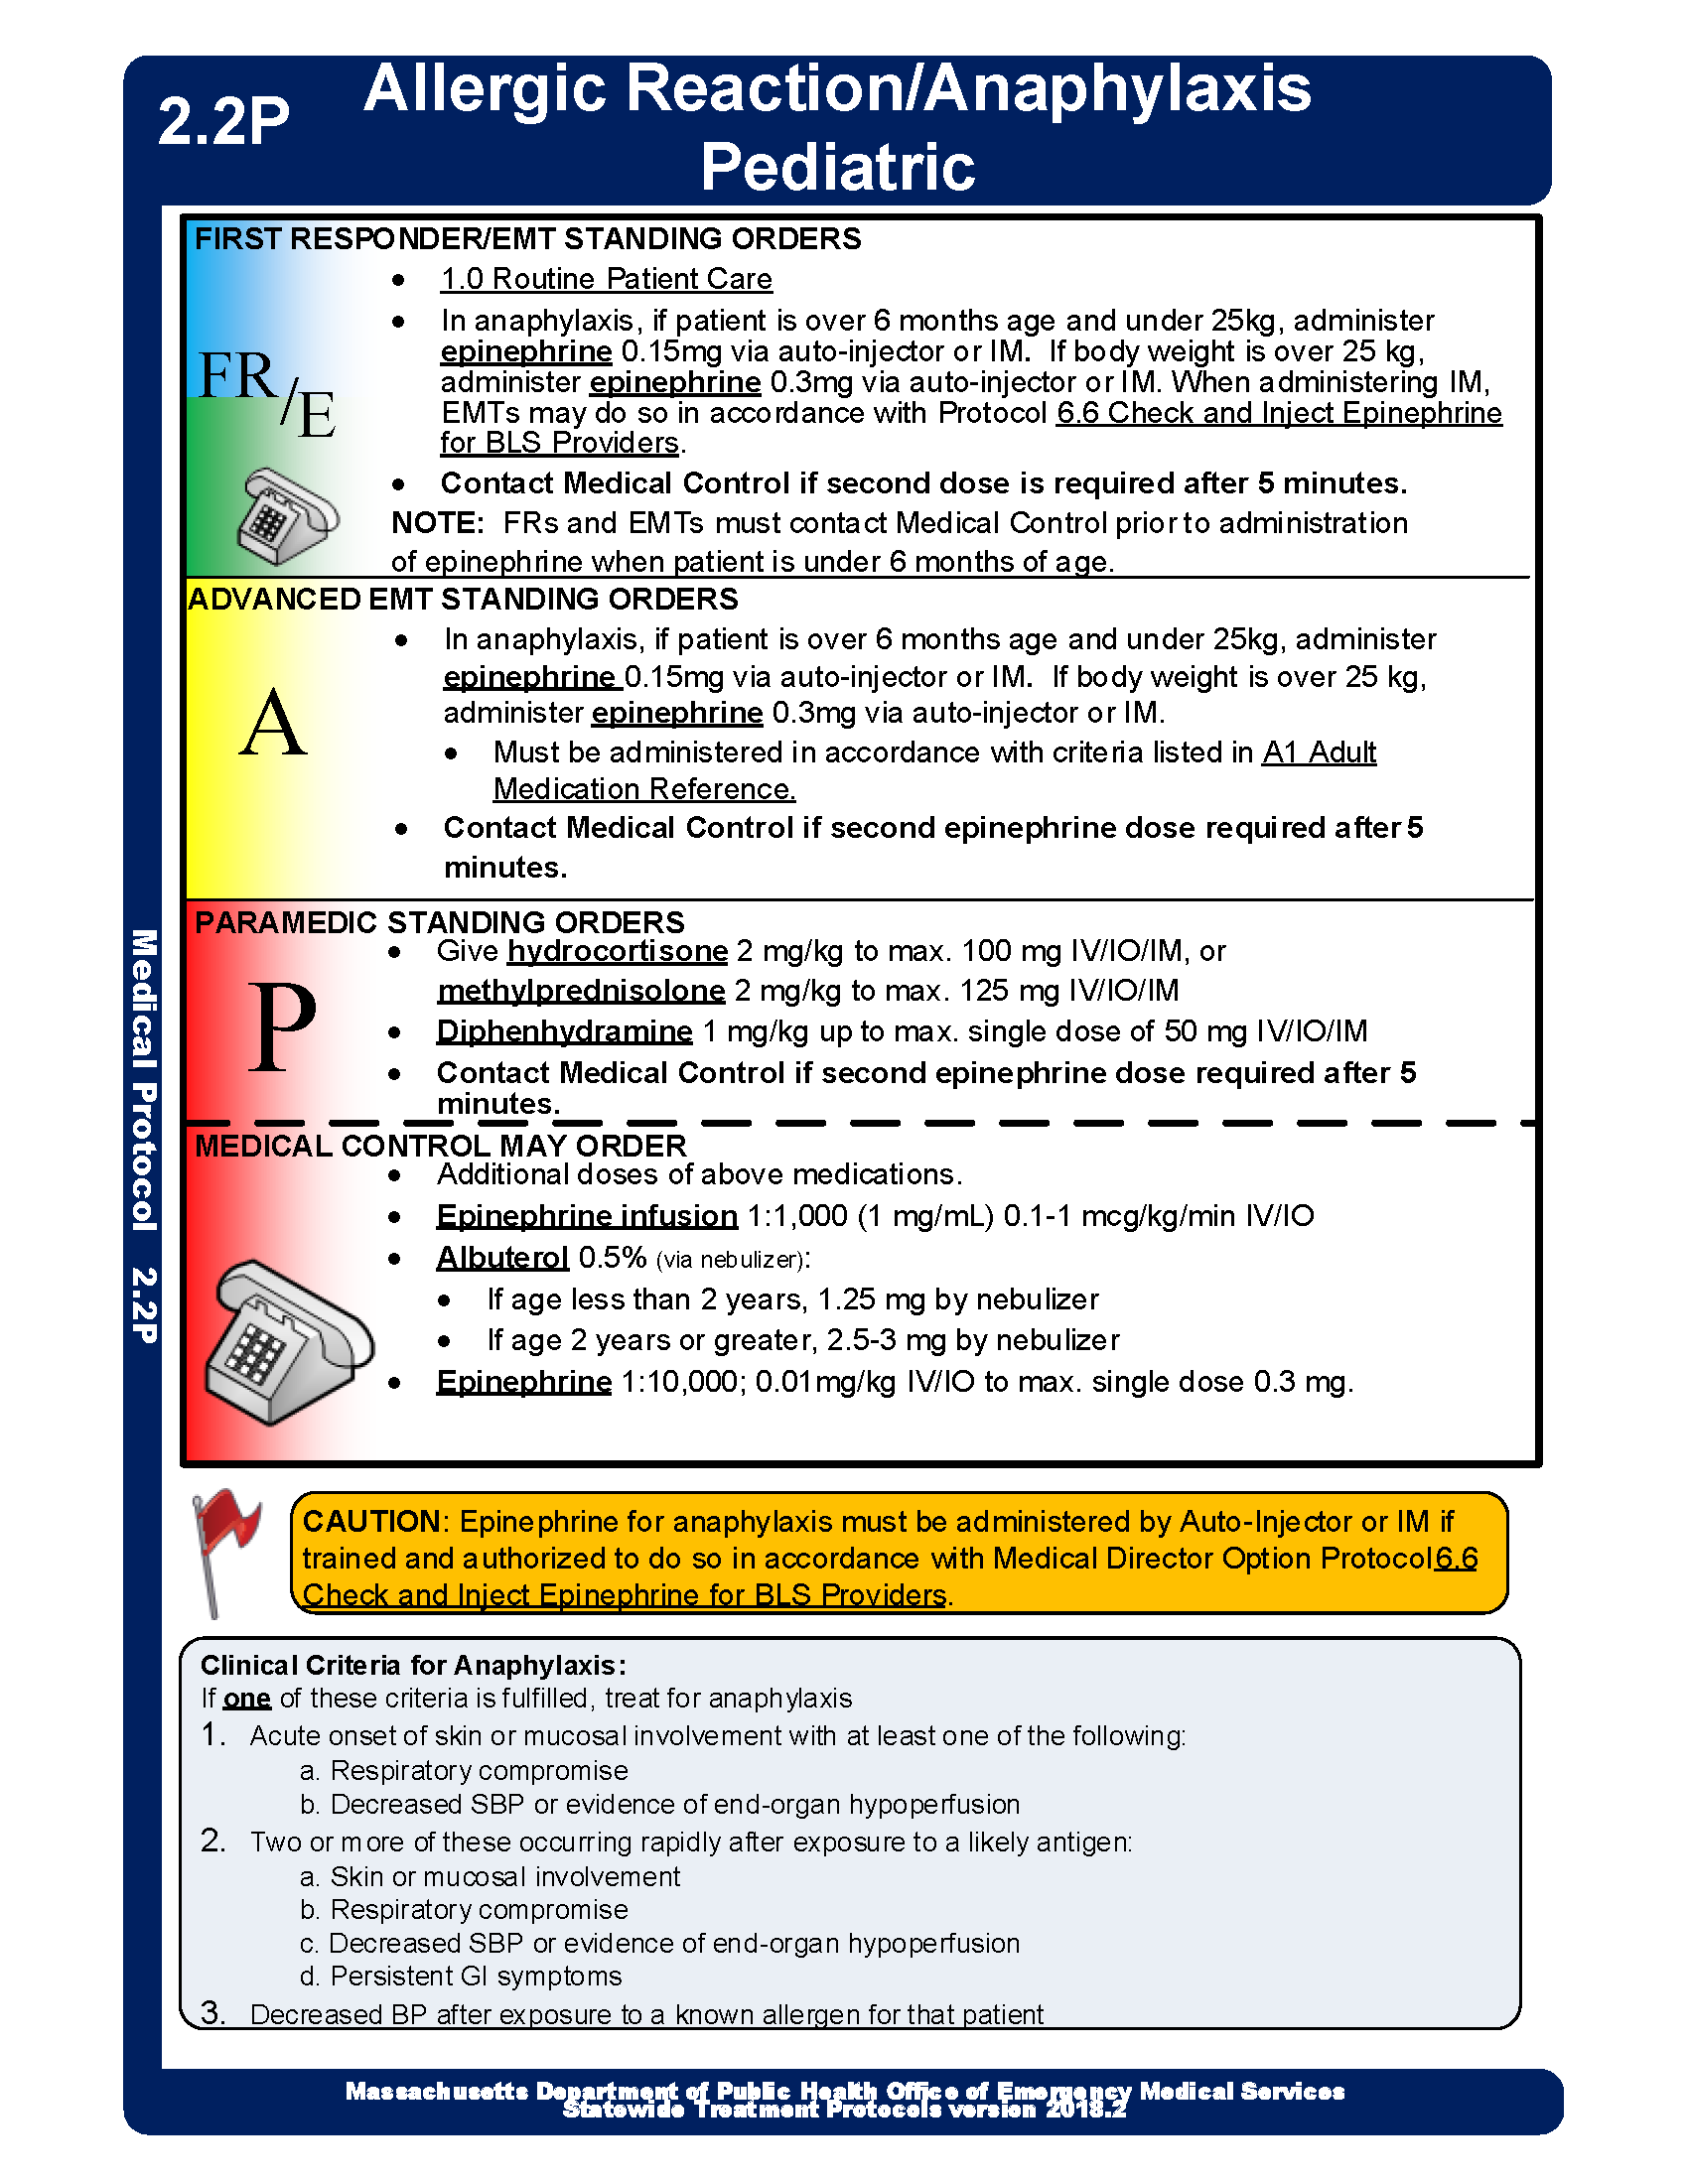 2.2P
Allergic Reaction/Anaphylaxis
Pediatric
FIRST RESPONDER/EMT STANDING ORDERS
• 1.0 Routine Patient Care
• In anaphylaxis, if patient is over 6 months age and under 25kg, administer
epinephrine 0.15mg via auto-injector or IM. If body weight is over 25 kg,
administer epinephrine 0.3mg via auto-injector or IM. When administering IM,
EMTs may do so in accordance with Protocol 6.6 Check and Inject Epinephrine
for BLS Providers.
• Contact Medical Control if second dose is required after 5 minutes.
NOTE: FRs and EMTs must contact Medical Control prior to administration
of epinephrine when patient is under 6 months of age.
FR/E
ADVANCED EMT STANDING ORDERS
• In anaphylaxis, if patient is over 6 months age and under 25kg, administer
epinephrine 0.15mg via auto-injector or IM. If body weight is over 25 kg,
administer epinephrine 0.3mg via auto-injector or IM.
• Must be administered in accordance with criteria listed in A1 Adult
Medication Reference.
• Contact Medical Control if second epinephrine dose required after 5
minutes.
A
PARAMEDIC STANDING ORDERS
• Give hydrocortisone 2 mg/kg to max. 100 mg IV/IO/IM, or
methylprednisolone 2 mg/kg to max. 125 mg IV/IO/IM
• Diphenhydramine 1 mg/kg up to max. single dose of 50 mg IV/IO/IM
• Contact Medical Control if second epinephrine dose required after 5
minutes.
P
MEDICAL CONTROL MAY ORDER
• Additional doses of above medications.
• Epinephrine infusion 1:1,000 (1 mg/mL) 0.1-1 mcg/kg/min IV/IO
• Albuterol 0.5% (via nebulizer):
• If age less than 2 years, 1.25 mg by nebulizer
• If age 2 years or greater, 2.5-3 mg by nebulizer
• Epinephrine 1:10,000; 0.01mg/kg IV/IO to max. single dose 0.3 mg.
Medical Protocol 2.2P
CAUTION: Epinephrine for anaphylaxis must be administered by Auto-Injector or IM if
trained and authorized to do so in accordance with Medical Director Option Protocol 6.6
Check and Inject Epinephrine for BLS Providers.
Clinical Criteria for Anaphylaxis:
If one of these criteria is fulfilled, treat for anaphylaxis
1. Acute onset of skin or mucosal involvement with at least one of the following:
a. Respiratory compromise
b. Decreased SBP or evidence of end-organ hypoperfusion
2. Two or more of these occurring rapidly after exposure to a likely antigen:
a. Skin or mucosal involvement
b. Respiratory compromise
c. Decreased SBP or evidence of end-organ hypoperfusion
d. Persistent GI symptoms
3. Decreased BP after exposure to a known allergen for that patient
Massachusetts Department of Public Health Office of Emergency Medical Services
Statewide Treatment Protocols version 2018.2